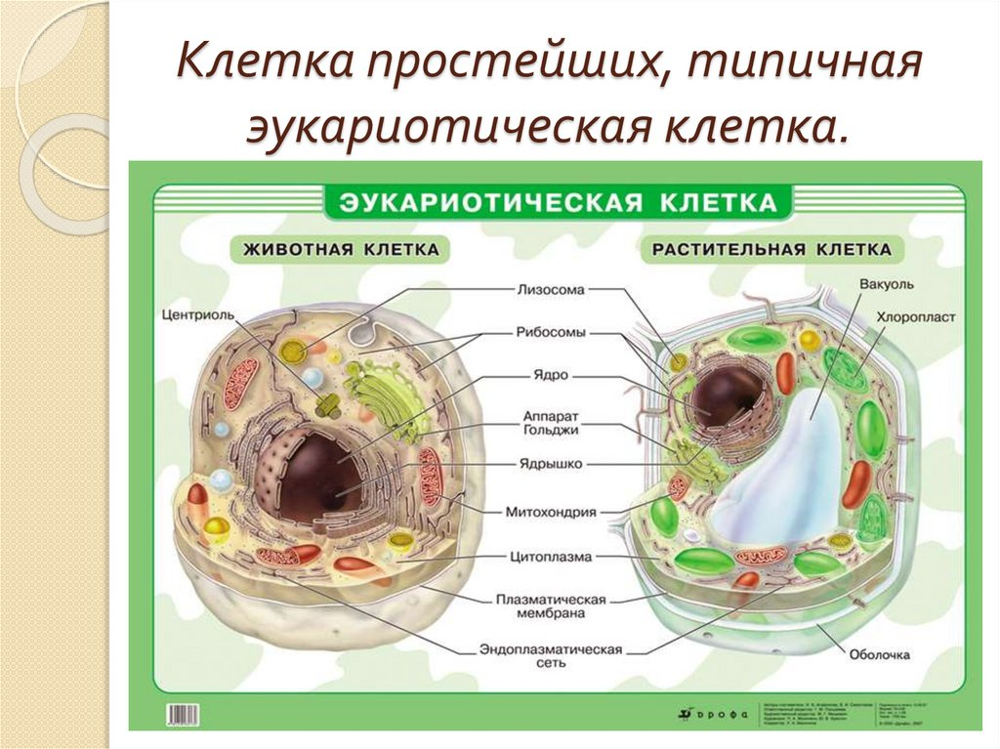 Клетка простейших, типичная
эукариотическая клетка.
ЭУКАРИОТИЧЕСКАЯ КЛЕТКА
ЖИВОТНАЯ КЛЕТКА
РАСТИТЕЛЬНАЯ КЛЕТКА
Центриоль
Лизосома
Рибосомы
Ядро
Аппарат
Гольджи
Ядрышко
Митохондрия
Цитоплазма
Плазматическая
мембрана
Эндоплазматическая
сеть
Вакуоль
Хлоропласт
Оболочка
дрофа